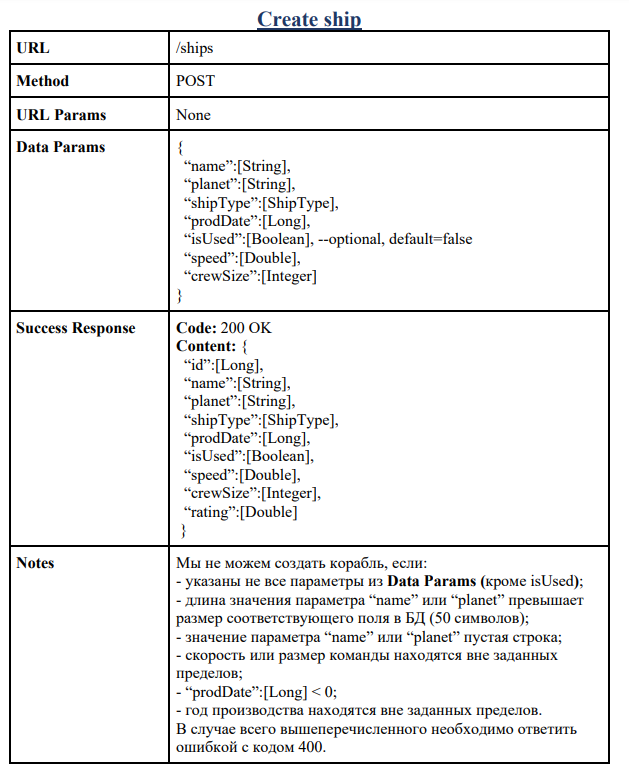 Create ship
URL
/ships
Method
POST
URL Params
None
Data Params
{
“name”:[String],
“planet”:[String],
“shipType”:[ShipType],
“prodDate”:[Long],
“isUsed”:[Boolean], --optional, default=false
“speed”:[Double],
“crewSize”:[Integer]
}
Success Response
Code: 200 OK
Content: {
“id”:[Long],
“name”:[String],
“planet”:[String],
“shipType”:[ShipType],
“prodDate”:[Long],
“isUsed”:[Boolean],
“speed”:[Double],
“crewSize”:[Integer],
“rating”:[Double]
}
Notes
Мы не можем создать корабль, если:
- указаны не все параметры из Data Params (кроме isUsed);
- длина значения параметра “name” или “planet” превышает
размер соответствующего поля в БД (50 символов);
- значение параметра “name” или “planet” пустая строка;
- скорость или размер команды находятся вне заданных
пределов;
- “prodDate”:[Long] < 0;
- год производства находятся вне заданных пределов.
В случае всего вышеперечисленного необходимо ответить
ошибкой с кодом 400.